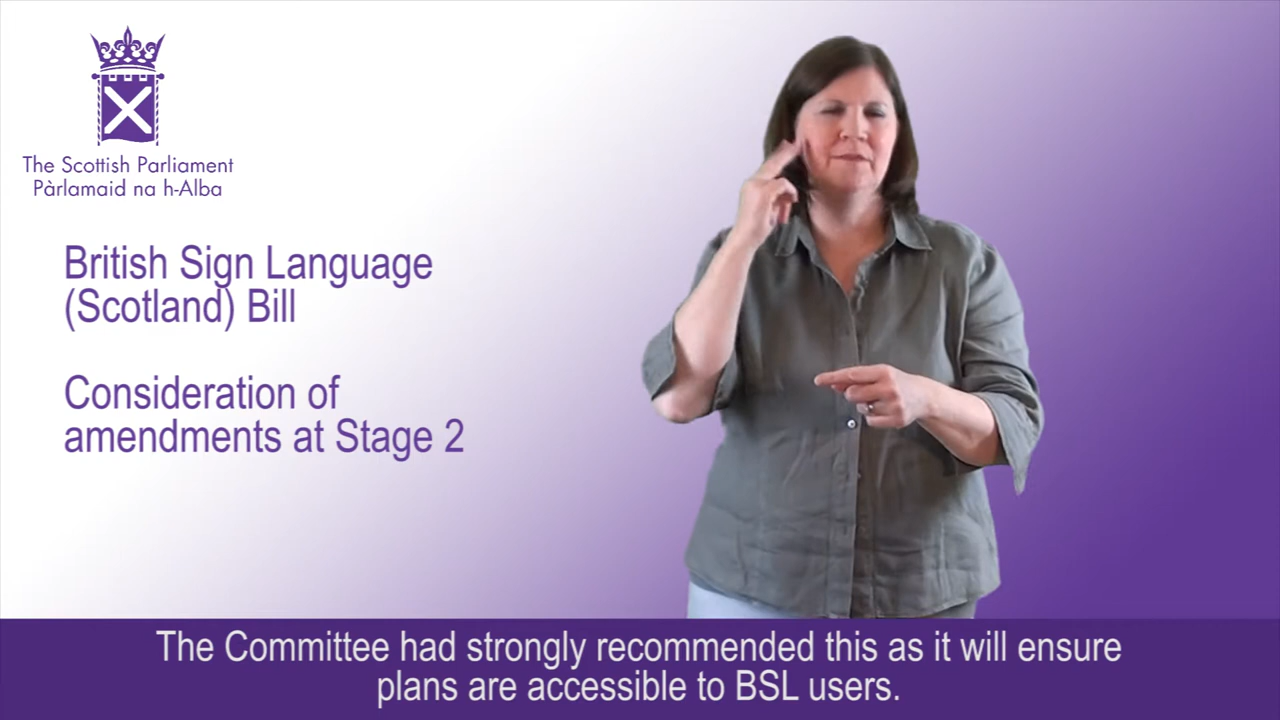 The Scottish Parliament
Pàrlamaid na h-Alba
British Sign Language
(Scotland) Bill
Consideration of
amendments at Stage 2
The Committee had strongly recommended this as it will ensure
plans are accessible to BSL users.